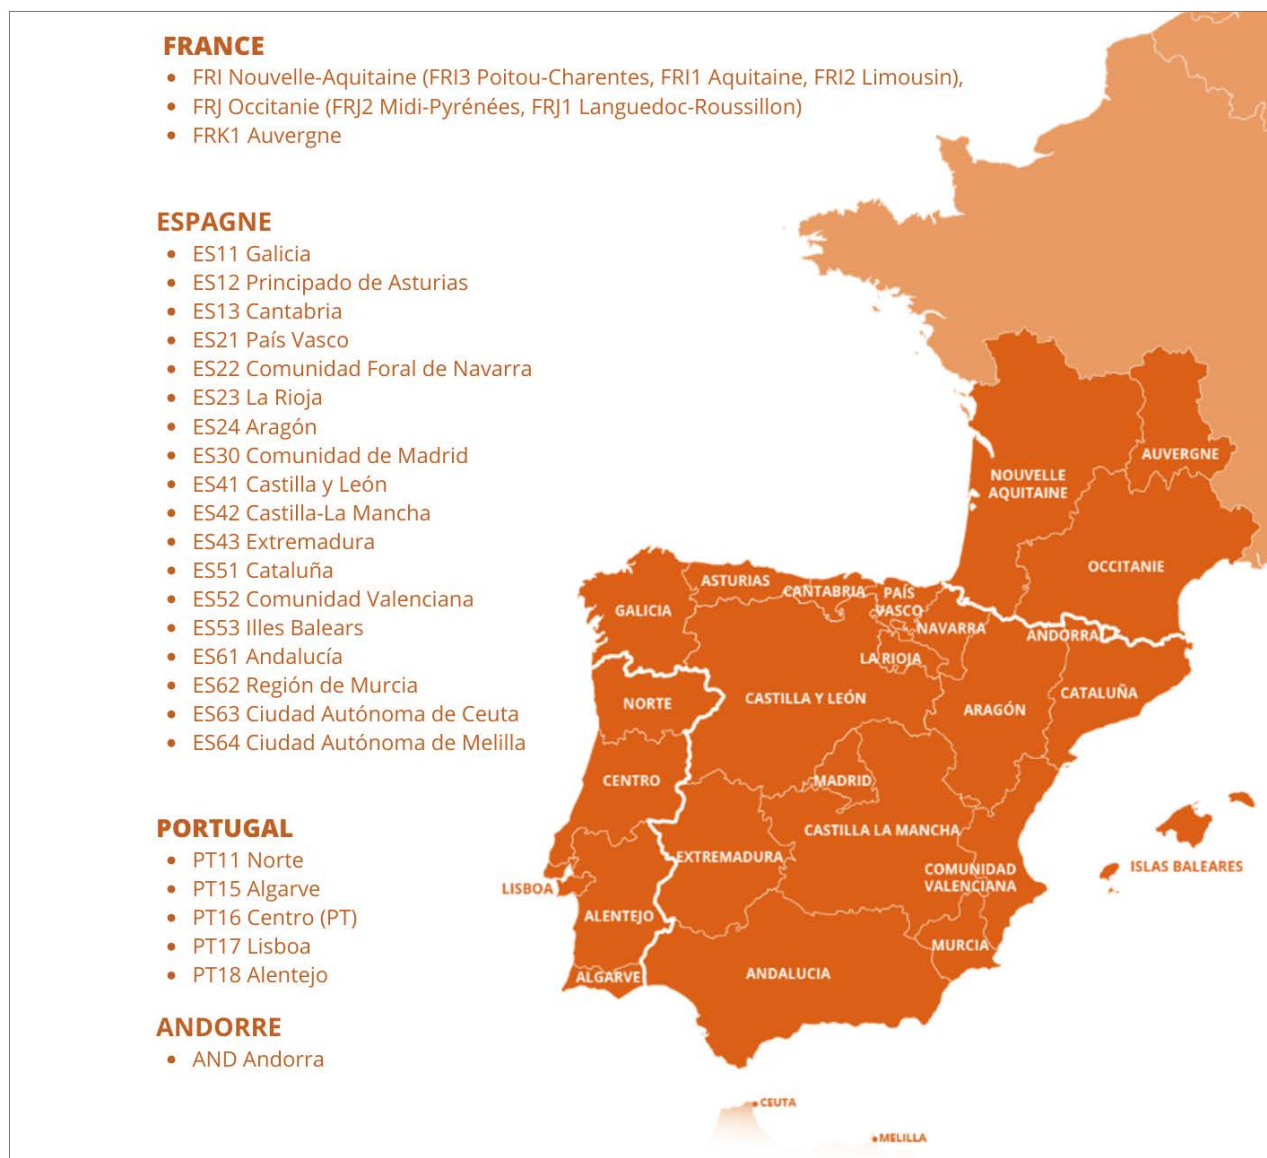 FRANCE
• FRI Nouvelle-Aquitaine (FRI3 Poitou-Charentes, FRI1 Aquitaine, FRI2 Limousin),
• FRJ Occitanie (FRJ2 Midi-Pyrénées, FRJ1 Languedoc-Roussillon)
• FRK1 Auvergne
ESPAGNE
• ES11 Galicia
• ES12 Principado de Asturias
• ES13 Cantabria
• ES21 País Vasco
• ES22 Comunidad Foral de Navarra
• ES23 La Rioja
• ES24 Aragón
• ES30 Comunidad de Madrid
• ES41 Castilla y León
• ES42 Castilla-La Mancha
• ES43 Extremadura
• ES51 Cataluña
• ES52 Comunidad Valenciana
• ES53 Illes Balears
• ES61 Andalucía
• ES62 Región de Murcia
• ES63 Ciudad Autónoma de Ceuta
• ES64 Ciudad Autónoma de Melilla
PORTUGAL
• PT11 Norte
• PT15 Algarve
• PT16 Centro (PT)
• PT17 Lisboa
• PT18 Alentejo
ANDORRE
• AND Andorra
AUVERGNE
NOUVELLE
AQUITAINE
OCCITANIE
ASTURIAS
CANTABRIA
PAÍS
VASCO
GALICIA
NAVARRA
ANDORRA
LA RIOJA
CASTILLA Y LEÓN
CATALUÑA
NORTE
ARAGÓN
CENTRO
MADRID
CASTILLA LA MANCHA
EXTREMADURA
COMUNIDAD
VALENCIANA
ISLAS BALEARES
LISBOA
ALENTEJO
MURCIA
ALGARVE
ANDALUCIA
CEUTA
MELILLA